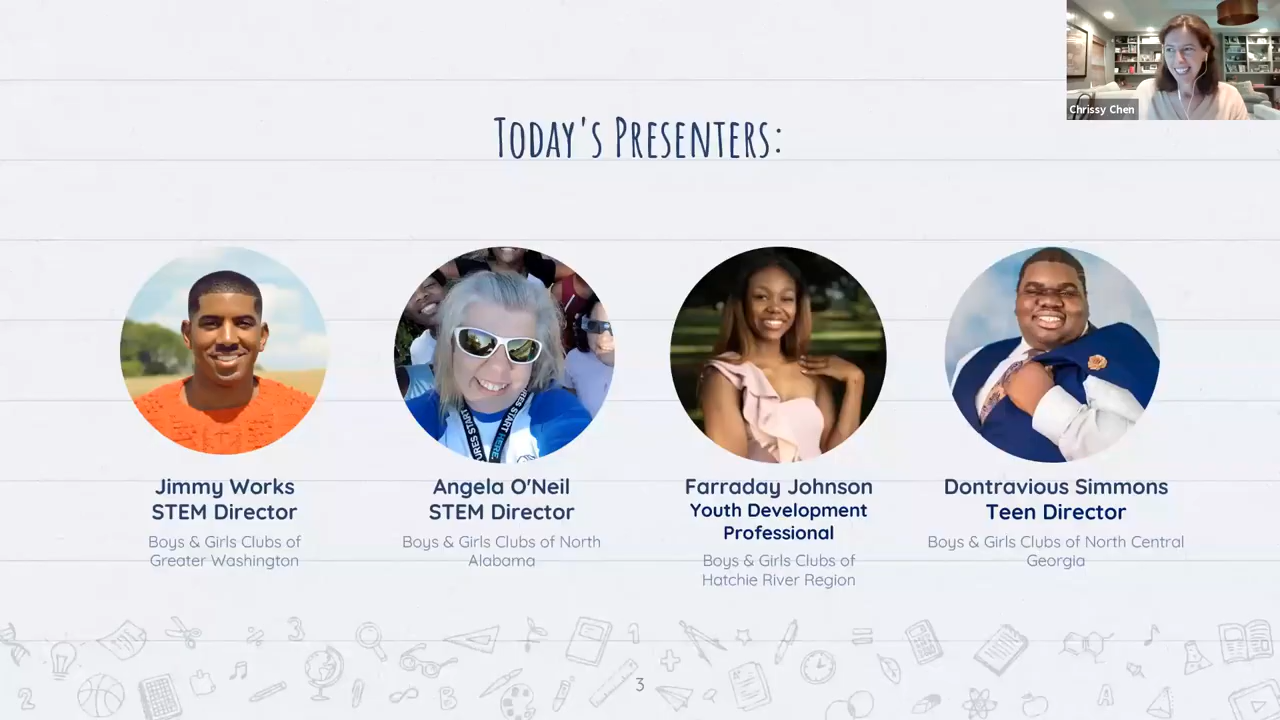 Chrissy Chen
Today's Presenters:
Jimmy Works
STEM Director
Boys & Girls Clubs of
Greater Washington
Angela O'Neil
STEM Director
Boys & Girls Clubs of North
Alabama
Farraday Johnson
Youth Development
Professional
Boys & Girls Clubs of
Hatchie River Region
Dontravious Simmons
Teen Director
Boys & Girls Clubs of North Central
Georgia
3